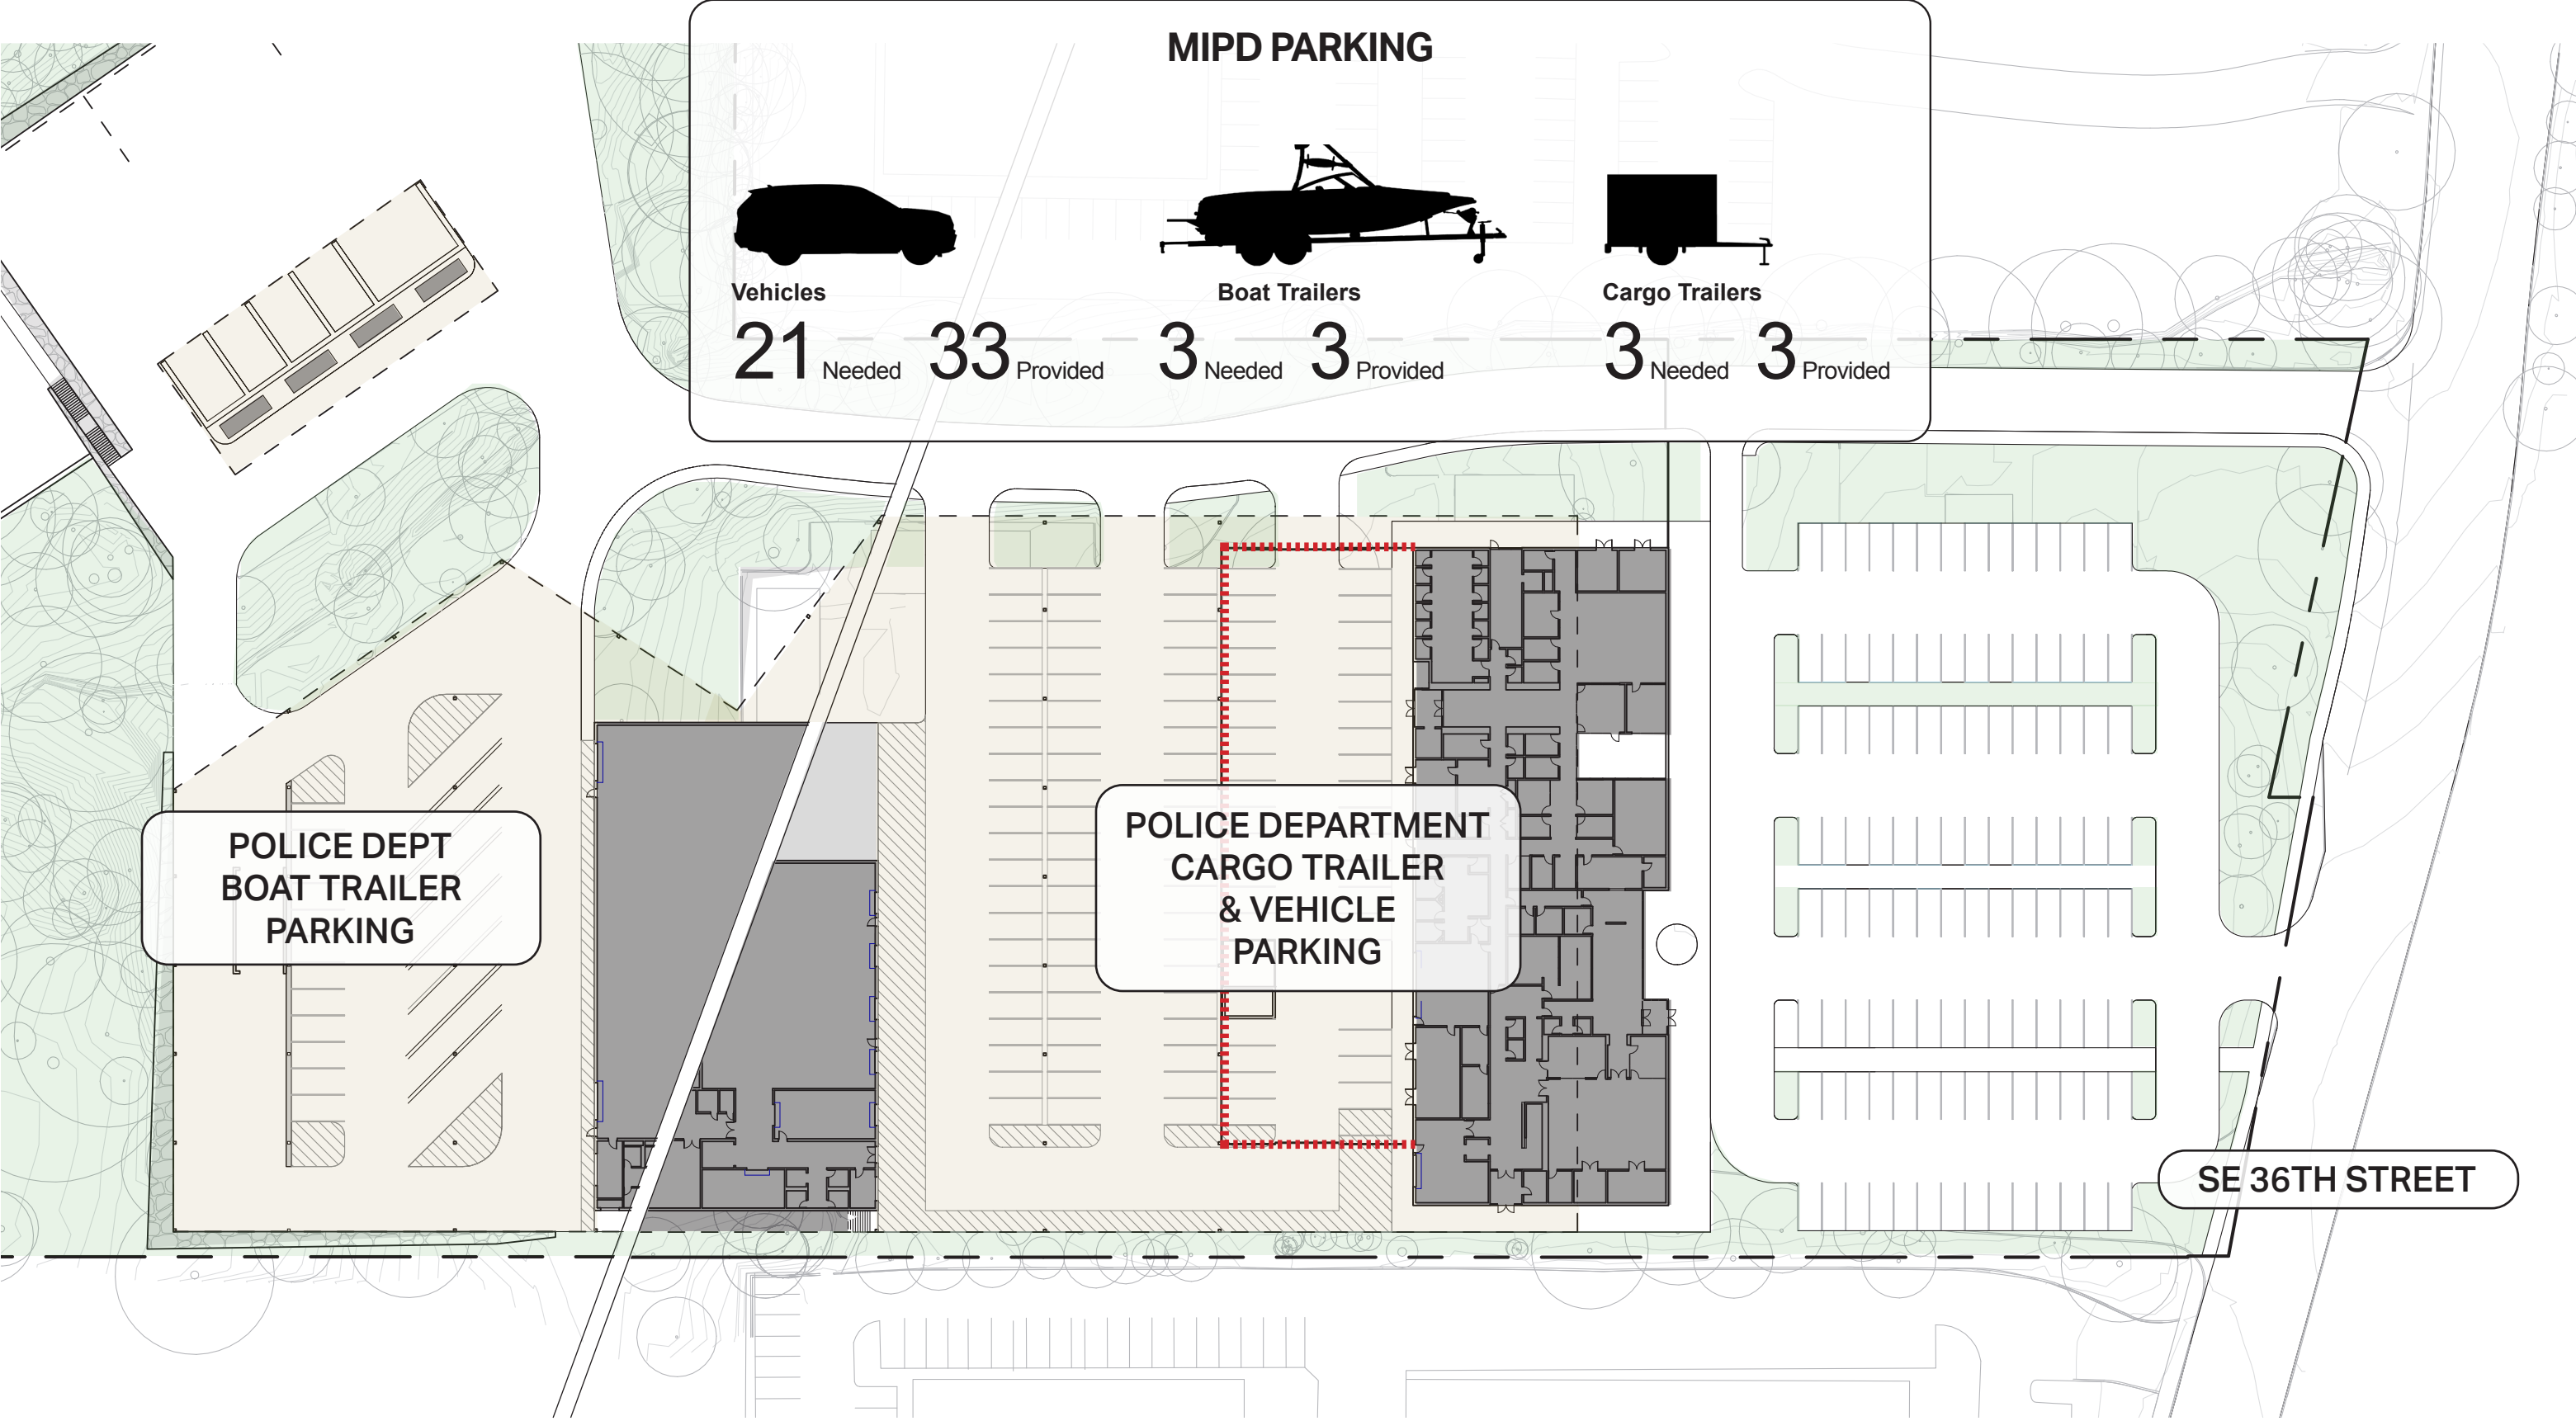 MIPD PARKING
Vehicles
Boat Trailers
Cargo Trailers
21 Needed 33 Provided 3 Needed 3 Provided 3 Needed 3 Provided
POLICE DEPT
BOAT TRAILER
PARKING
POLICE DEPARTMENT
CARGO TRAILER
& VEHICLE
PARKING
SE 36TH STREET